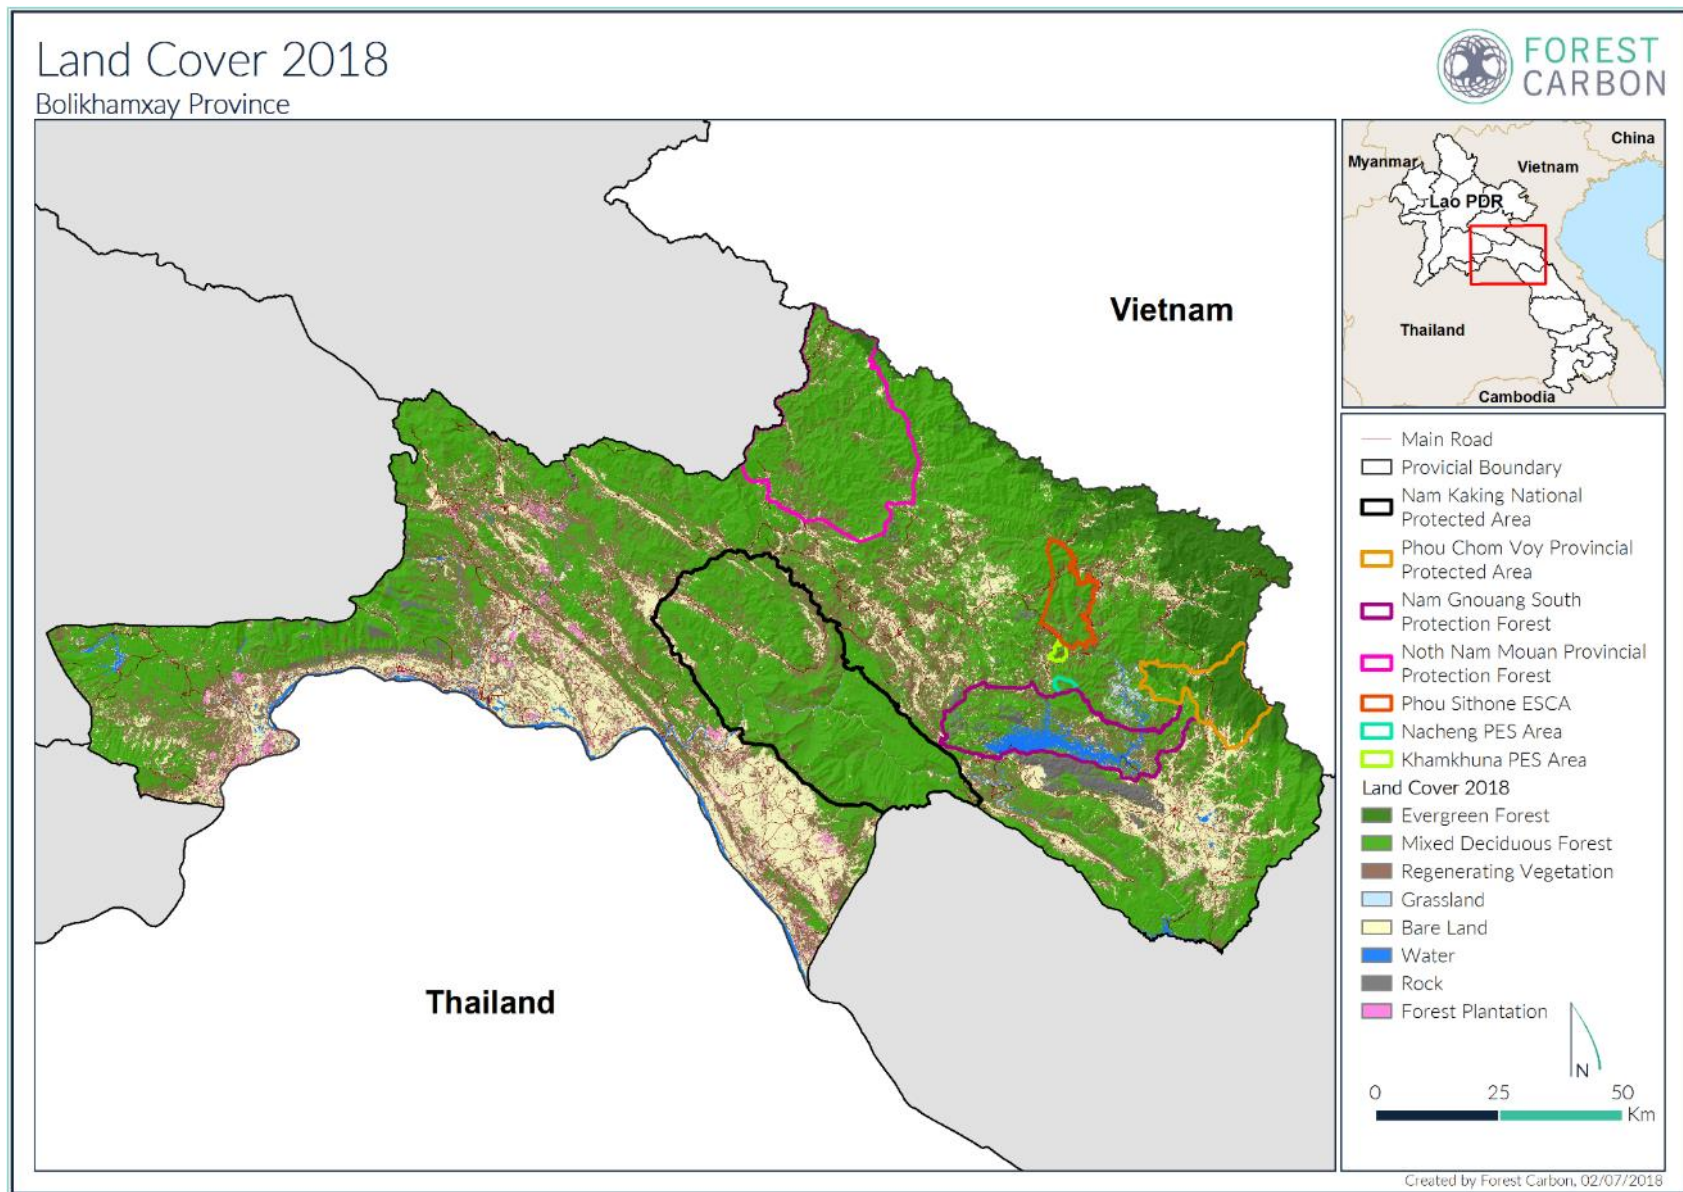 Land Cover 2018
Bolikhamxay Province
FOREST
CARBON
Vietnam
Thailand
China
Myanmar
Vietnam
Lao PDR
Thailand
Cambodia
Main Road
Provicial Boundary
Nam Kaking National
Protected Area
Phou Chom Voy Provincial
Protected Area
Nam Gnouang South
Protection Forest
Noth Nam Mouan Provincial
Protection Forest
Phou Sithone ESCA
Nacheng PES Area
Khamkhuna PES Area
Land Cover 2018
Evergreen Forest
Mixed Deciduous Forest
Regenerating Vegetation
Grassland
Bare Land
Water
Rock
Forest Plantation
N
0 25 50
Km
Created by Forest Carbon, 02/07/2018